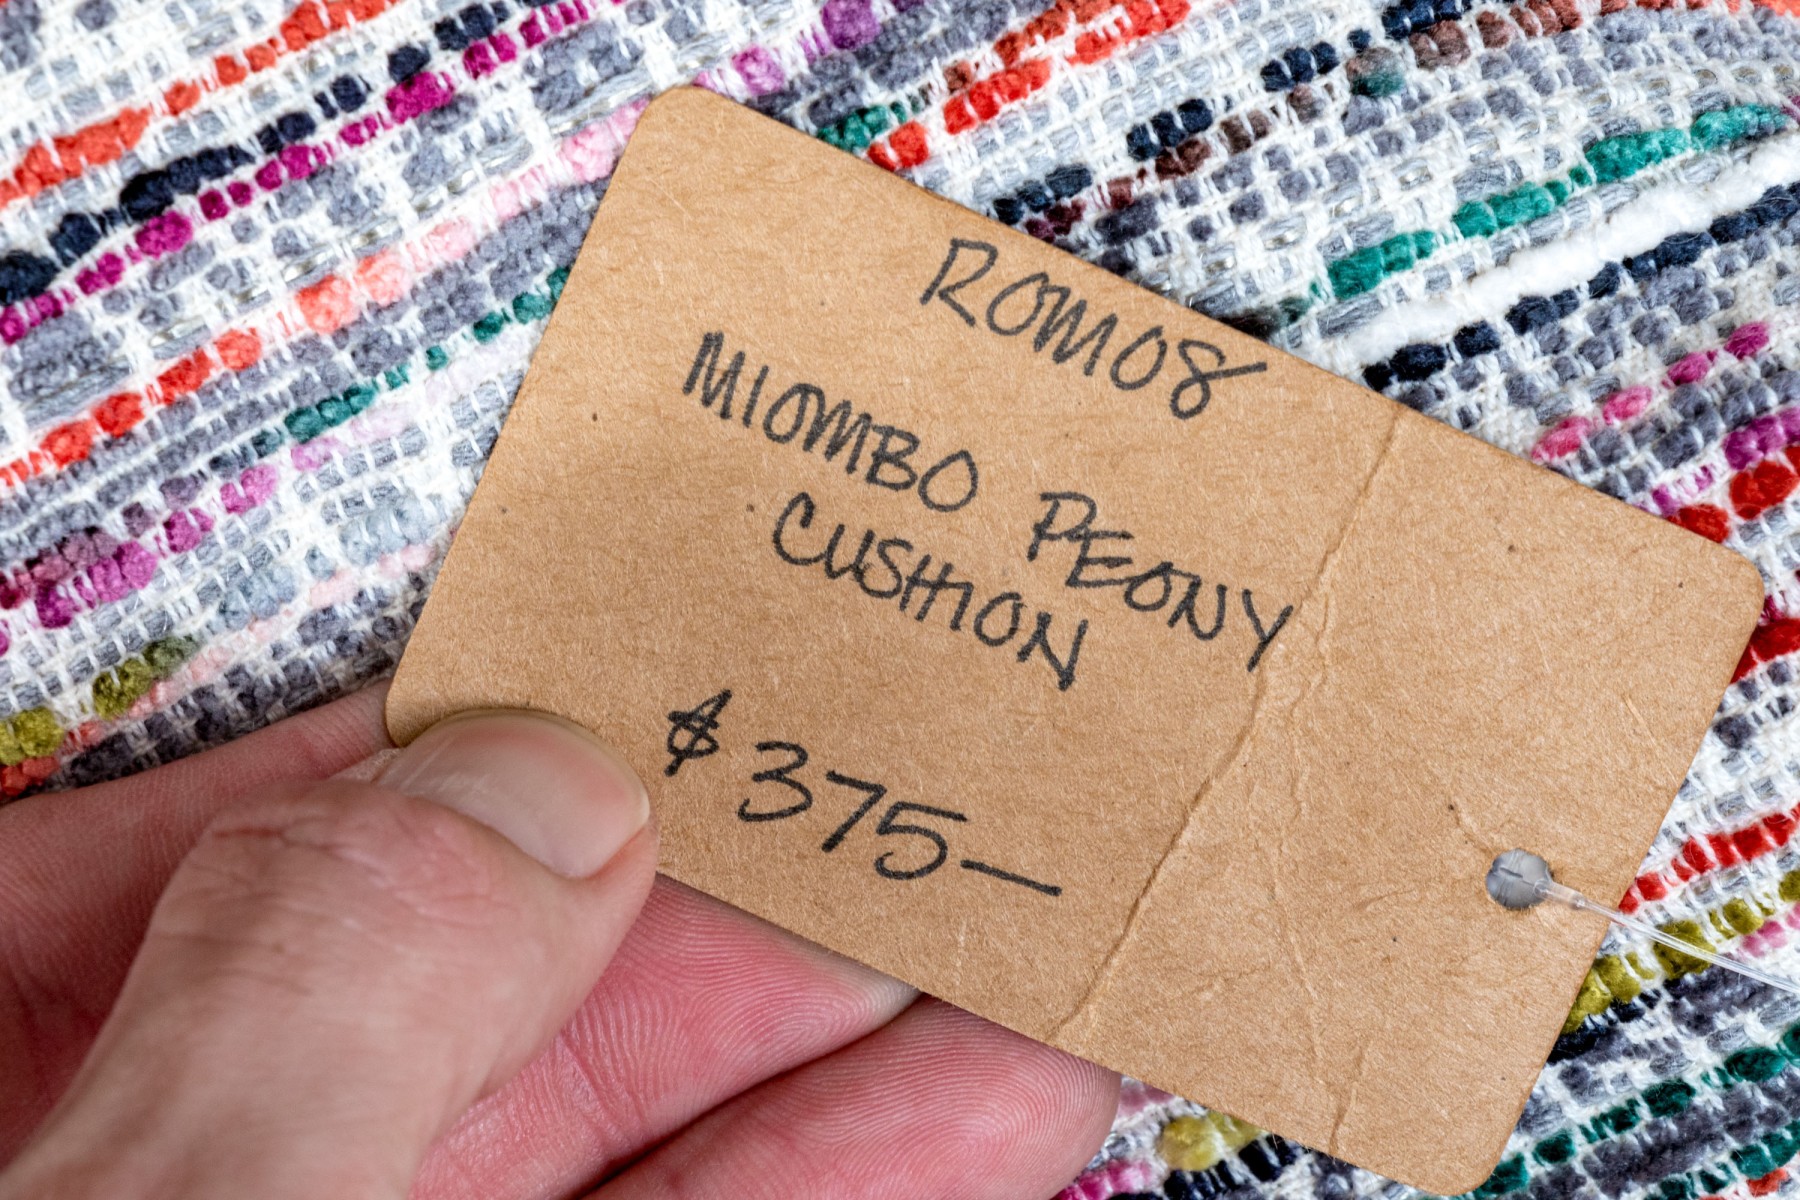 ROMO8
MIOMBO PEONY
CUSHION
$375—